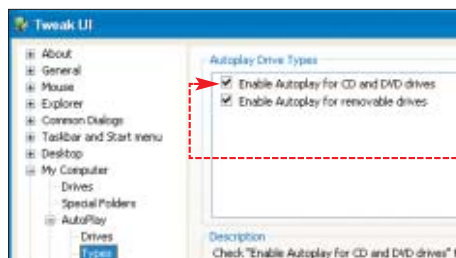 Tweak UI
About
General
Mouse
Explorer
Common Dialogs
Taskbar and Start menu
Desktop
My Computer
Drives
Special Folders
AutoPlay
Drives
Types
Autoplay Drive Types
Enable Autoplay for CD and DVD drives
Enable Autoplay for removable drives
Description
Check "Enable Autoplay for CD and DVD drives"